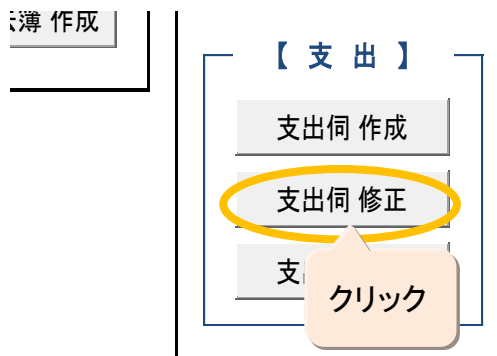 簿 作成
【 支 出 】
支出伺 作成
支出伺 修正
支
クリック